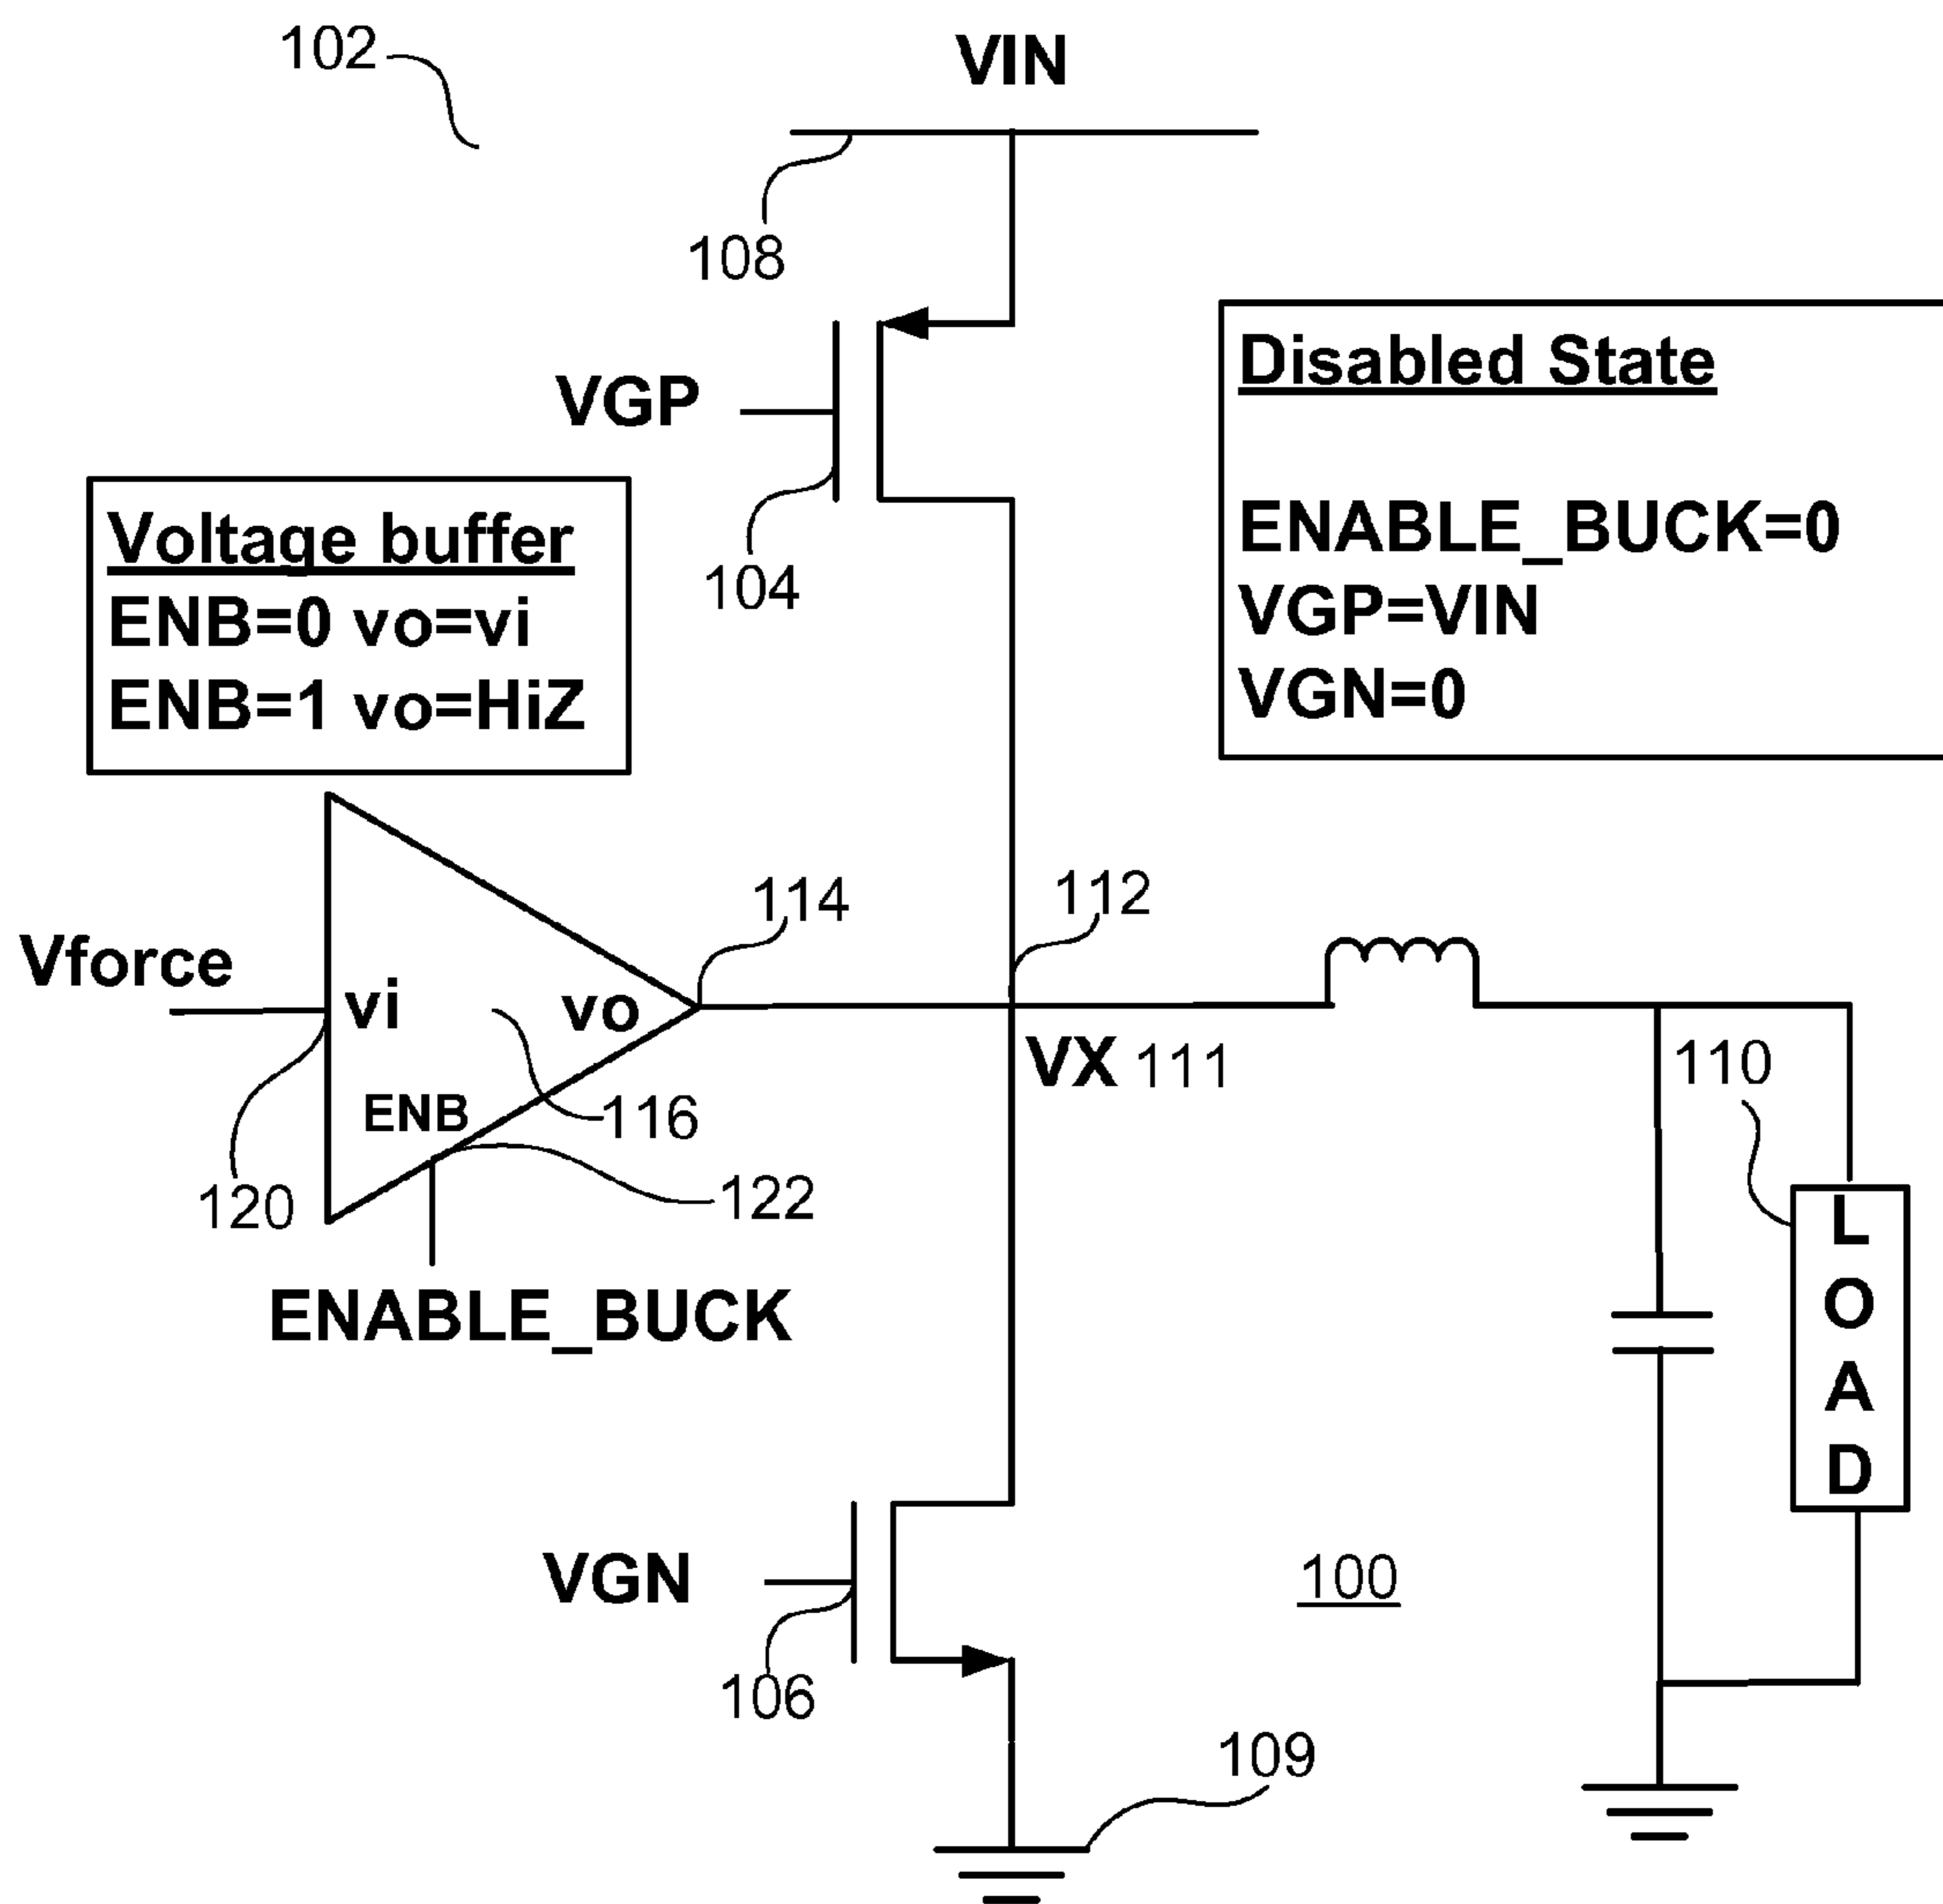 102
VIN
108
VGP
104
Disabled State
ENABLE_BUCK=0
VGP=VIN
VGN=0
Voltage buffer
ENB=0 vo=vi
ENB=1 vo=HiZ
114
112
Vforce
vi
vo
VX 111
110
ENB
116
120
122
ENABLE_BUCK
L
O
A
D
VGN
100
106
109